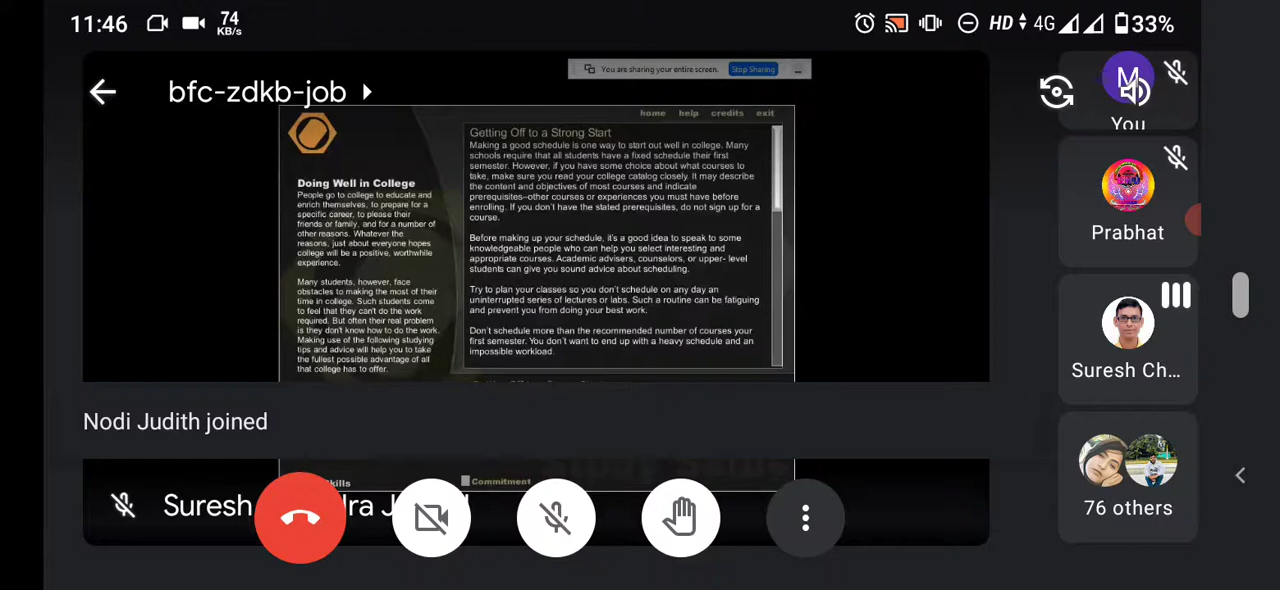 11:46
74
KB/s
HD 4G 33%
You are sharing your entire screen. Stop Sharing
bfc-zdkb-job
home help credits exit
Doing Well in College
People go to college to educate and
enrich themselves, to prepare for a
specific career, to please their
friends or family, and for a number of
other reasons. Whatever the
reasons, just about everyone hopes
college will be a positive, worthwhile
experience.
Many students, however, face
obstacles to making the most of their
time in college. Such students come
to feel that they can't do the work
required. But often their real problem
is they don't know how to do the work.
Making use of the following studying
tips and advice will help you to take
the fullest possible advantage of all
that college has to offer.
Getting Off to a Strong Start
Making a good schedule is one way to start out well in college. Many
schools require that all students have a fixed schedule their first
semester. However, if you have some choice about what courses to
take, make sure you read your college catalog closely. It may describe
the content and objectives of most courses and indicate
prerequisites–other courses or experiences you must have before
enrolling. If you don't have the stated prerequisites, do not sign up for a
course.
Before making up your schedule, it's a good idea to speak to some
knowledgeable people who can help you select interesting and
appropriate courses. Academic advisers, counselors, or upper- level
students can give you sound advice about scheduling.
Try to plan your classes so you don't schedule on any day an
uninterrupted series of lectures or labs. Such a routine can be fatiguing
and prevent you from doing your best work.
Don't schedule more than the recommended number of courses your
first semester. You don't want to end up with a heavy schedule and an
impossible workload.
Nodi Judith joined
kills
Commitment
Suresh dra J
M
You
Prabhat
Suresh Ch...
76 others